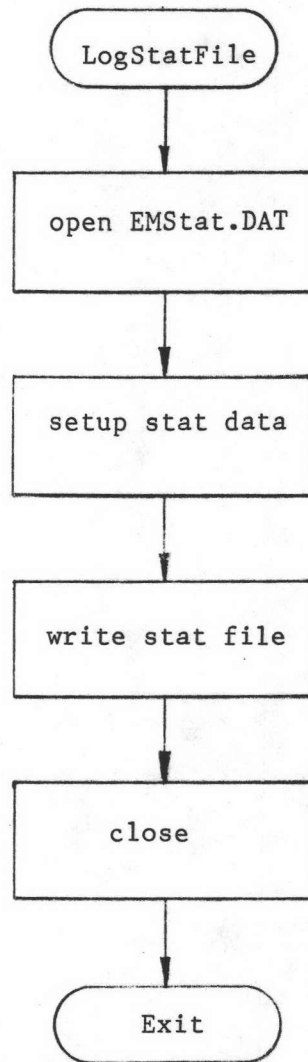 LogStatFile
open EMStat.DAT
setup stat data
write stat file
close
Exit